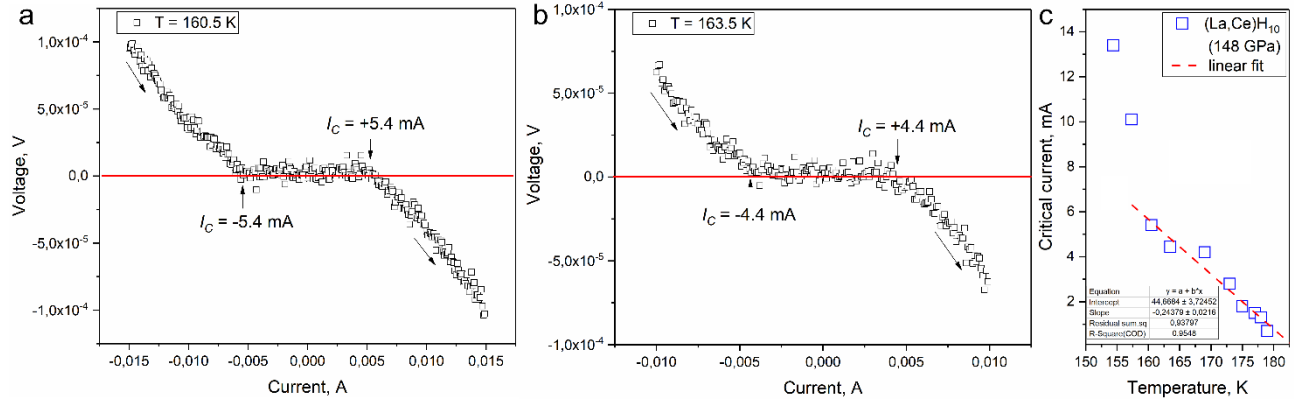 a
T = 160.5 K
1,0x10⁻⁴
5,0x10⁻⁵
0,0
-5,0x10⁻⁵
-1,0x10⁻⁴
Voltage, V
I_C = +5.4 mA
I_C = -5.4 mA
-0,015 -0,010 -0,005 0,000 0,005 0,010 0,015
Current, A
b
T = 163.5 K
1,0x10⁻⁴
5,0x10⁻⁵
0,0
-5,0x10⁻⁵
-1,0x10⁻⁴
Voltage, V
I_C = +4.4 mA
I_C = -4.4 mA
-0,010 -0,005 0,000 0,005 0,010
Current, A
c
(La,Ce)H₁₀
(148 GPa)
linear fit
14
12
10
8
6
4
2
Critical current, mA
Equation y = a + b*x
Intercept 44,6684 ± 3,72452
Slope -0,24379 ± 0,0216
Residual sum sq 0,93797
R-Square(COD) 0.9548
150 155 160 165 170 175 180
Temperature, K